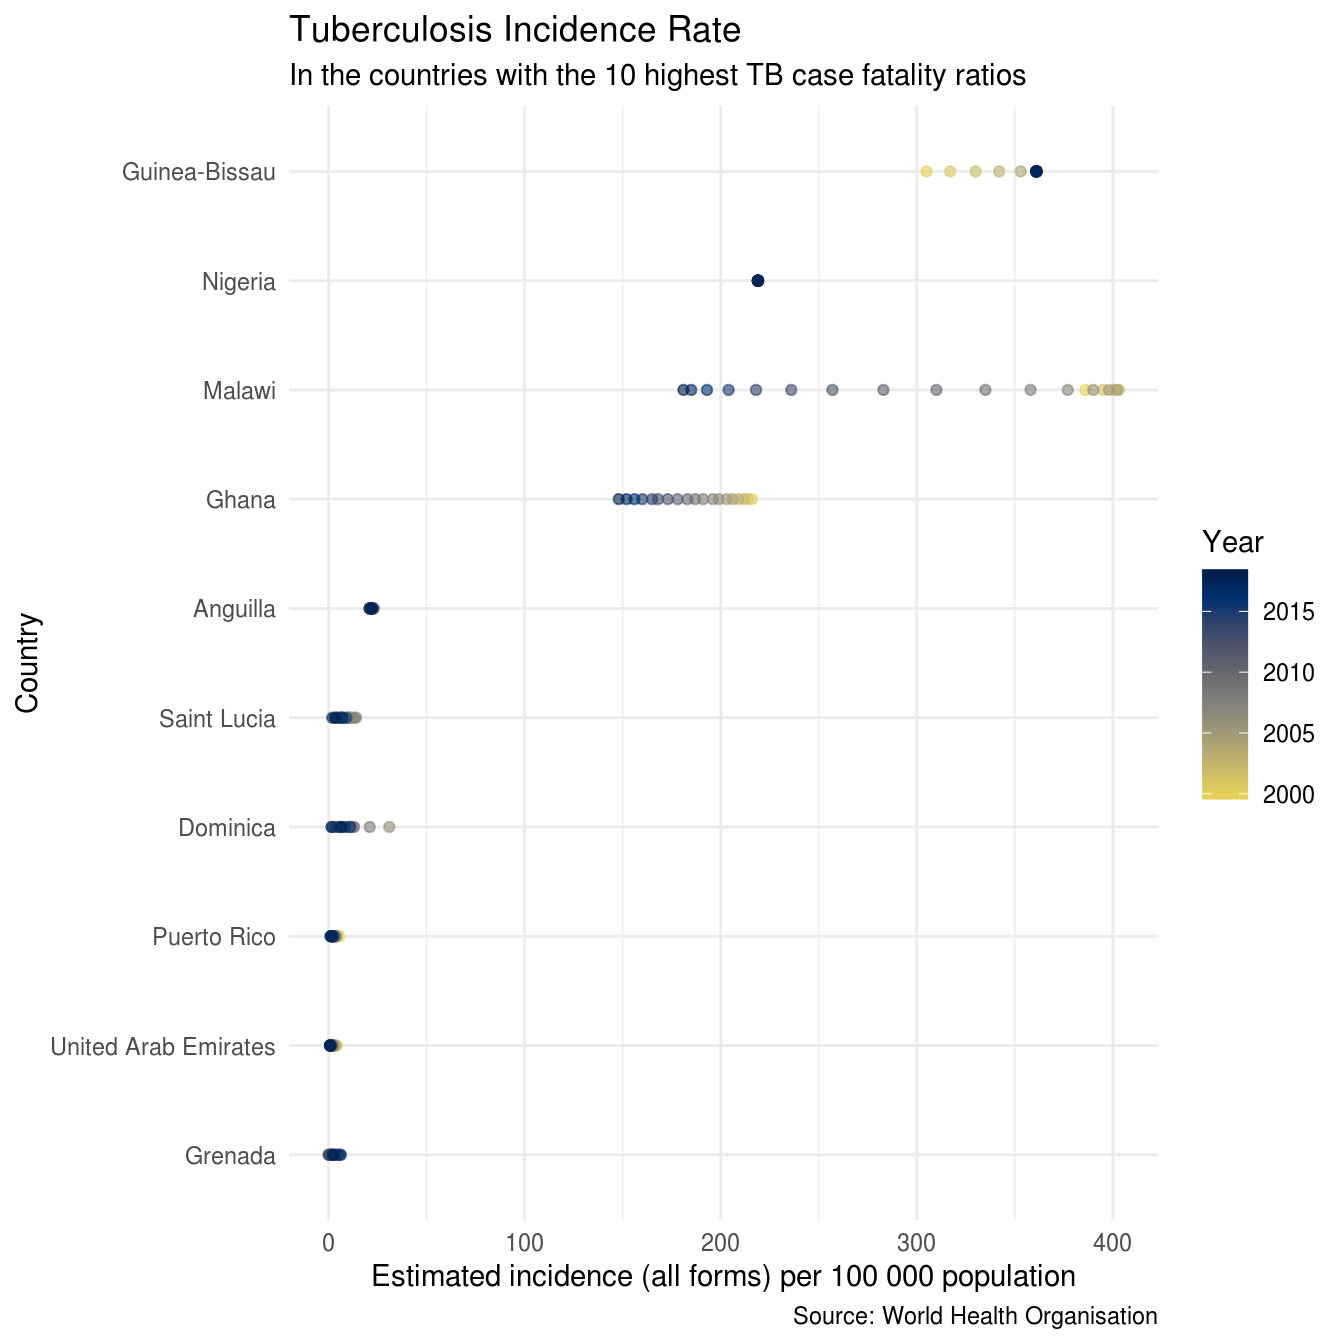 Tuberculosis Incidence Rate
In the countries with the 10 highest TB case fatality ratios
Country
Guinea-Bissau
Nigeria
Malawi
Ghana
Anguilla
Saint Lucia
Dominica
Puerto Rico
United Arab Emirates
Grenada
0 100 200 300 400
Estimated incidence (all forms) per 100 000 population
Source: World Health Organisation
Year
2015
2010
2005
2000